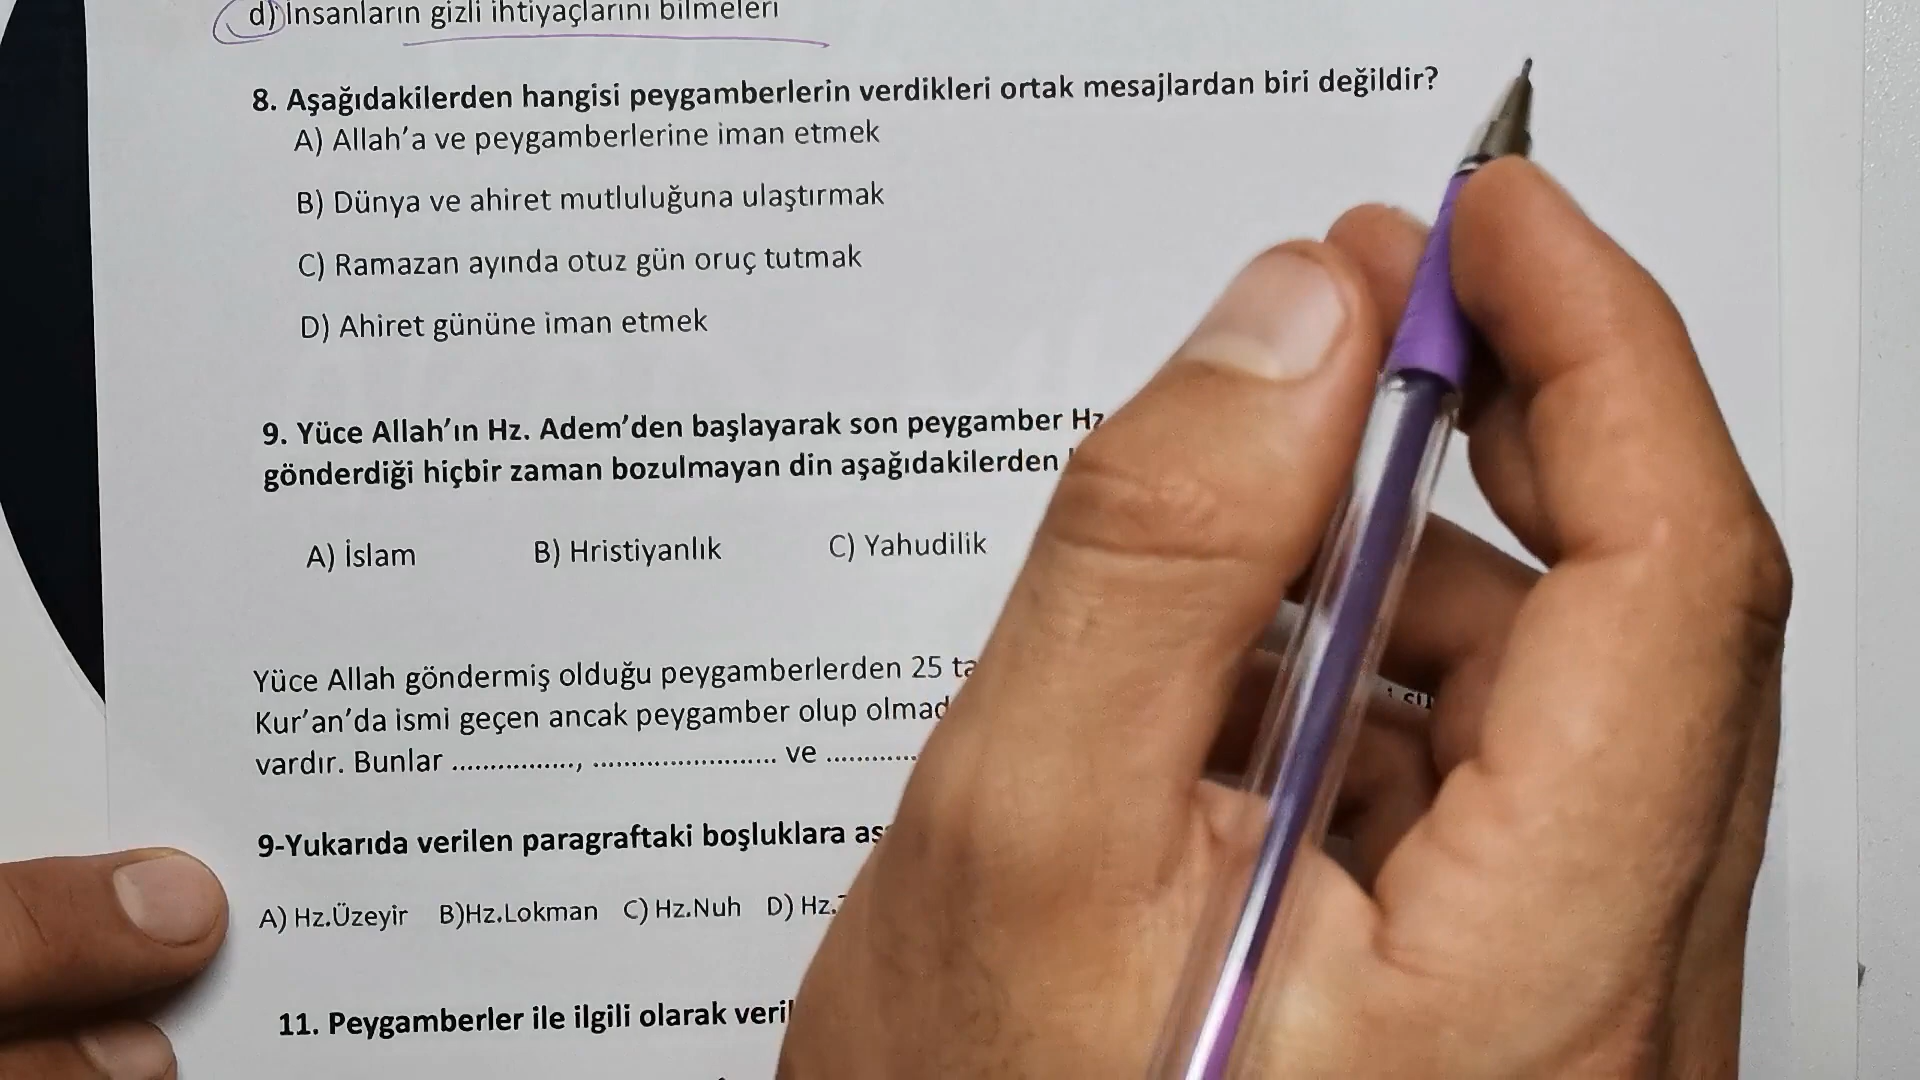 d) İnsanların gizli ihtiyaçlarını bilmeleri
8. Aşağıdakilerden hangisi peygamberlerin verdikleri ortak mesajlardan biri değildir?
A) Allah’a ve peygamberlerine iman etmek
B) Dünya ve ahiret mutluluğuna ulaştırmak
C) Ramazan ayında otuz gün oruç tutmak
D) Ahiret gününe iman etmek
9. Yüce Allah’ın Hz. Adem’den başlayarak son peygamber Hz
gönderdiği hiçbir zaman bozulmayan din aşağıdakilerden
A) İslam B) Hristiyanlık C) Yahudilik
Yüce Allah göndermiş olduğu peygamberlerden 25
Kur’an’da ismi geçen ancak peygamber olup
vardır. Bunlar ................, ........................ ve ............
9-Yukarıda verilen paragraftaki boşluklara
A) Hz.Üzeyir B)Hz.Lokman C) Hz.Nuh D) Hz.
11. Peygamberler ile ilgili olarak